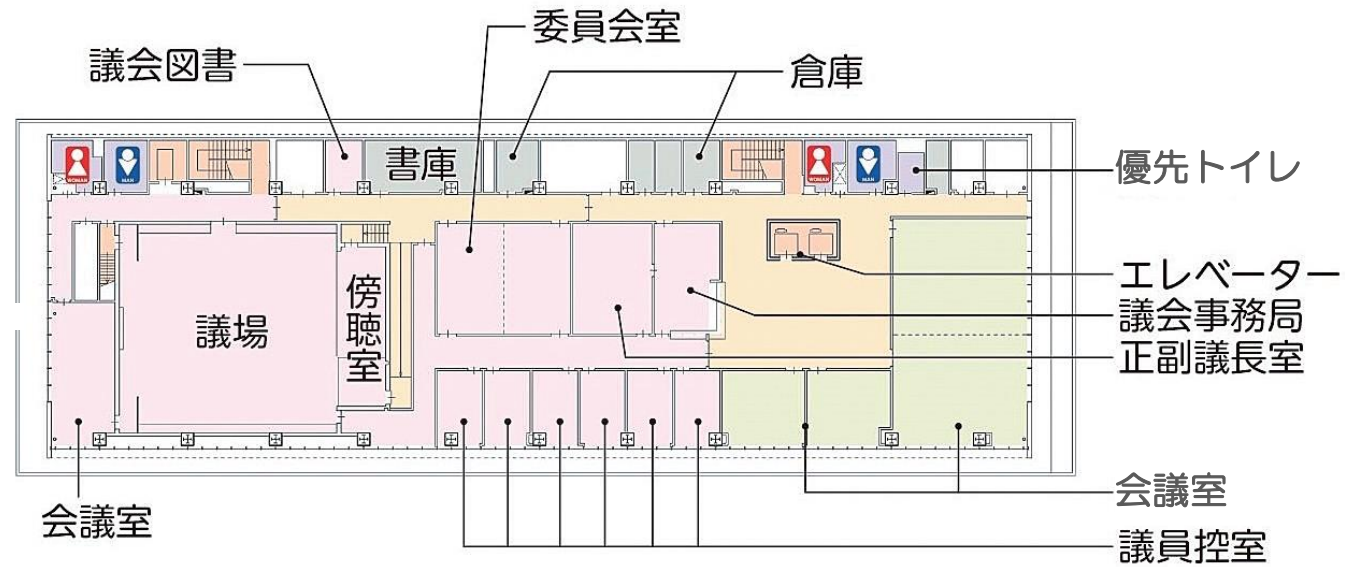 委員会室
議会図書
倉庫
書庫
WOMAN
MAN
WOMAN
MAN
優先トイレ
エレベーター
議会事務局
正副議長室
議場
傍聴室
会議室
会議室
議員控室